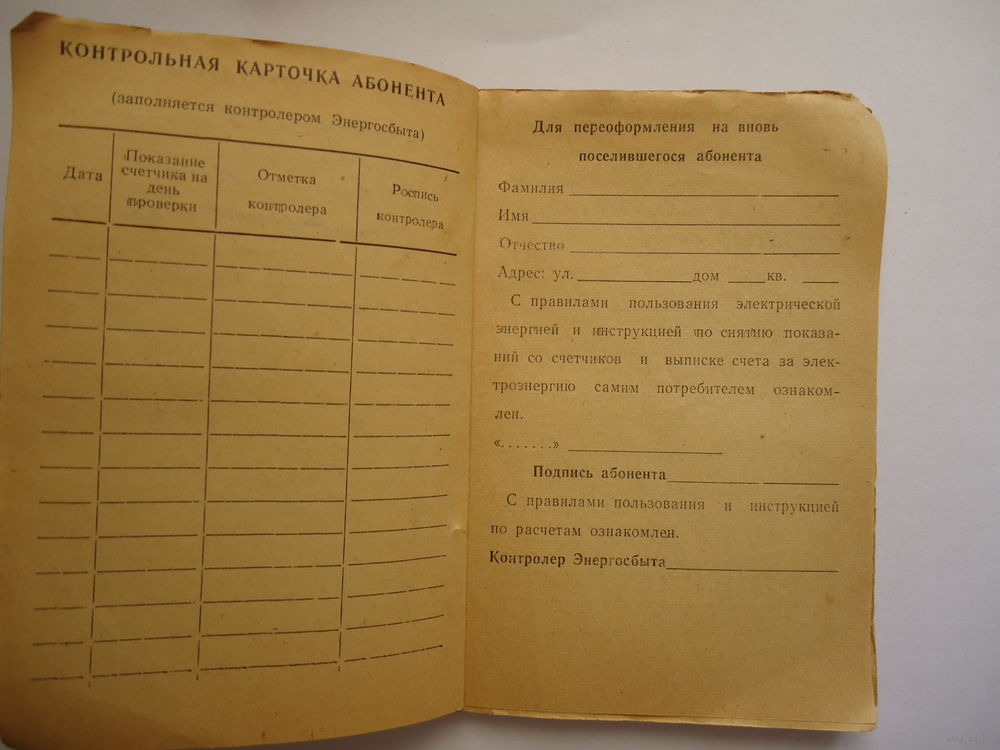 КОНТРОЛЬНАЯ КАРТОЧКА АБОНЕНТА
(заполняется контролером Энергосбыта)
Дата
Показание
счетчика на
день
проверки
Отметка
контролера
Роспись
контролера
Для переоформления на вновь
поселившегося абонента
Фамилия
Имя
Отчество
Адрес: ул. дом кв.
С правилами пользования электрической
энергией и инструкцией по снятию показа-
ний со счетчиков и выписке счета за элек-
троэнергию самим потребителем ознаком-
лен.
«.......»
Подпись абонента
С правилами пользования и инструкцией
по расчетам ознакомлен.
Контролер Энергосбыта